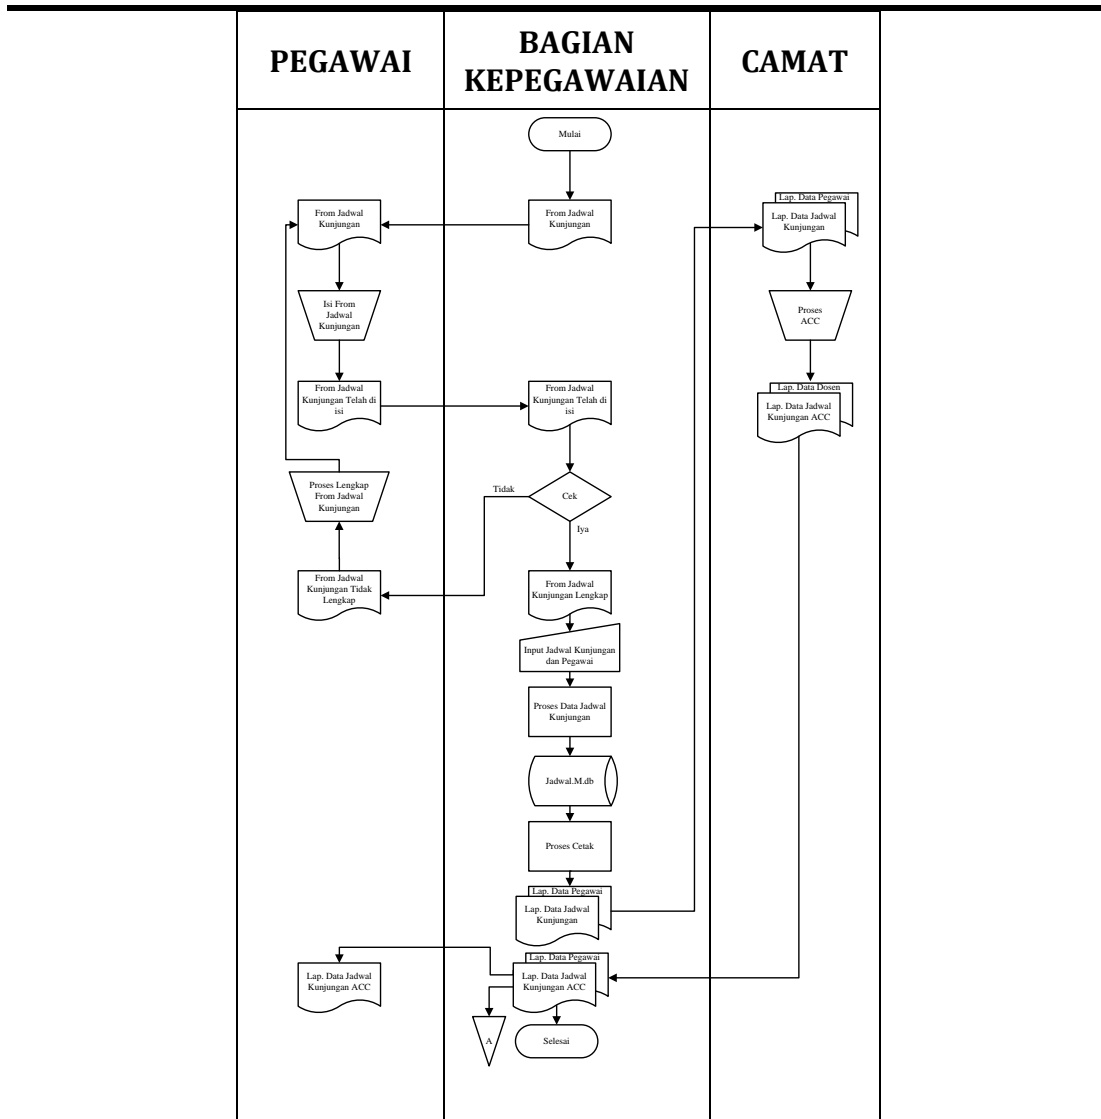 PEGAWAI
BAGIAN
KEPEGAWAIAN
CAMAT
Mulai
From Jadwal
Kunjungan
From Jadwal
Kunjungan
Lap. Data Pegawai
Lap. Data Jadwal
Kunjungan
Isi From
Jadwal
Kunjungan
Proses
ACC
From Jadwal
Kunjungan Telah di
isi
From Jadwal
Kunjungan Telah di
isi
Lap. Data Dosen
Lap. Data Jadwal
Kunjungan ACC
Proses Lengkap
From Jadwal
Kunjungan
Tidak
Cek
Iya
From Jadwal
Kunjungan Tidak
Lengkap
From Jadwal
Kunjungan Lengkap
Input Jadwal Kunjungan
dan Pegawai
Proses Data Jadwal
Kunjungan
Jadwal.M.db
Proses Cetak
Lap. Data Pegawai
Lap. Data Jadwal
Kunjungan
Lap. Data Jadwal
Kunjungan ACC
Lap. Data Pegawai
Lap. Data Jadwal
Kunjungan ACC
A
Selesai